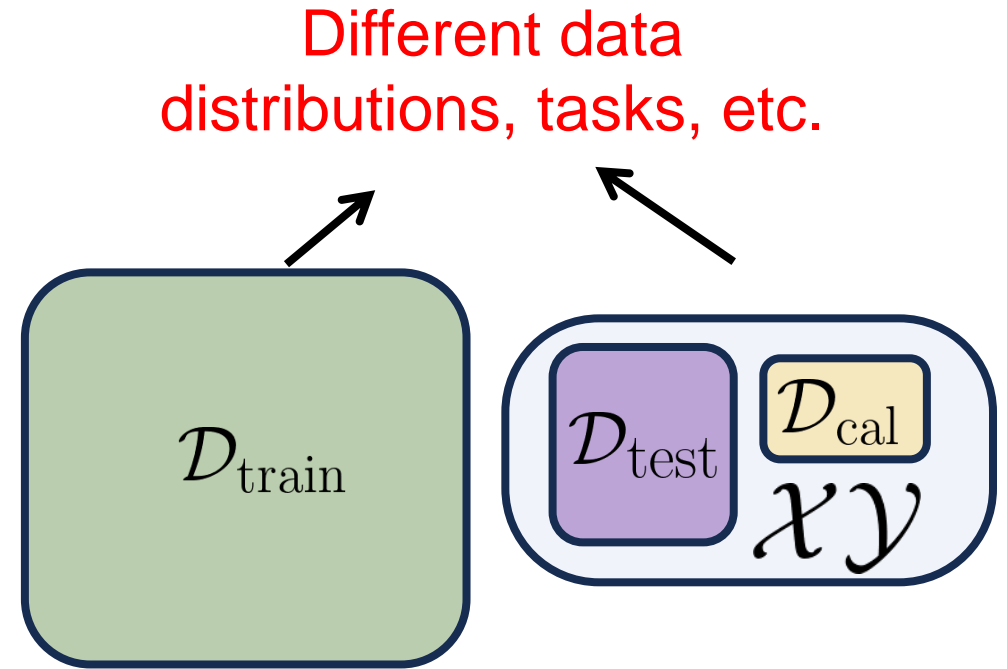 Different data
distributions, tasks, etc.
𝒟train
𝒟test
𝒟cal
𝒳𝒴